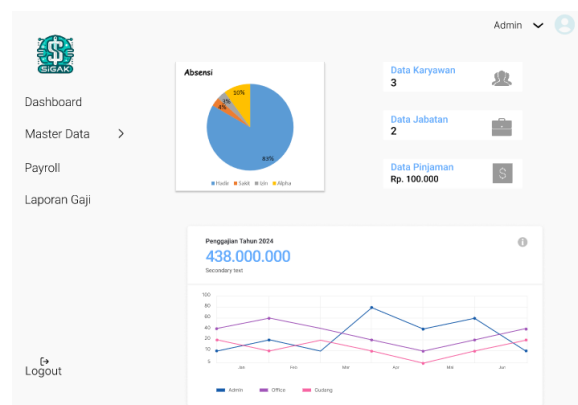 Admin
SiGAK
Dashboard
Master Data
Payroll
Laporan Gaji
Logout
Absensi
10%
3%
4%
83%
Hadir Sakit Izin Alpha
Data Karyawan
3
Data Jabatan
2
Data Pinjaman
Rp. 100.000
Penggajian Tahun 2024
438.000.000
Secondary text
100
80
60
40
20
10
5
Jan Feb Mar Apr Mei Jun
Admin Office Gudang